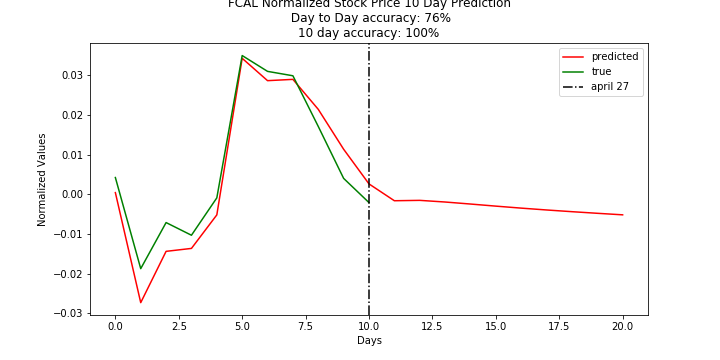 FCAL Normalized Stock Price 10 Day Prediction
Day to Day accuracy: 76%
10 day accuracy: 100%
predicted
true
april 27
Normalized Values
0.03
0.02
0.01
0.00
−0.01
−0.02
−0.03
0.0 2.5 5.0 7.5 10.0 12.5 15.0 17.5 20.0
Days